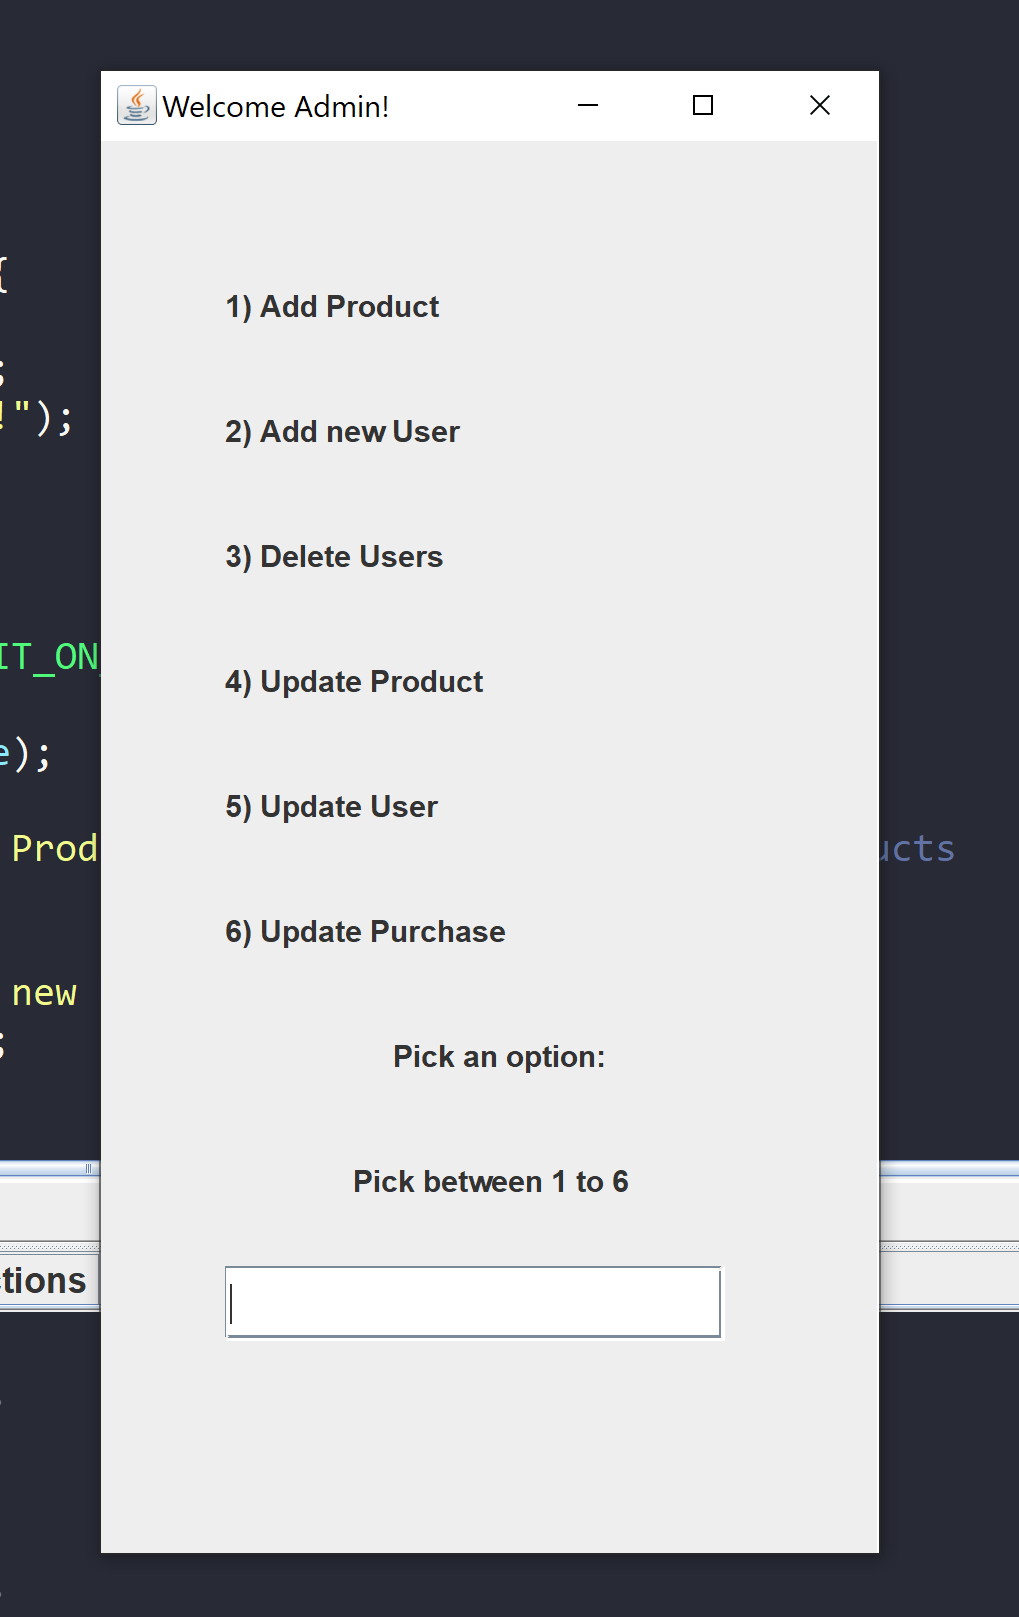 Welcome Admin!
{
;
1) Add Product
!");
2) Add new User
3) Delete Users
IT_ON
4) Update Product
e);
5) Update User
Prod
ucts
6) Update Purchase
new
;
Pick an option:
Pick between 1 to 6
tions